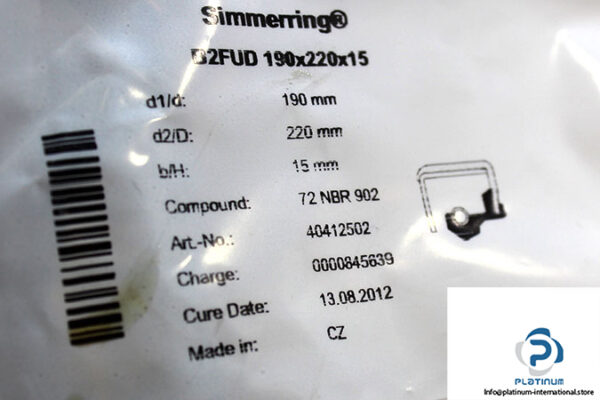 Simmerring®
B2FUD 190x220x15
d1/d: 190 mm
d2/D: 220 mm
b/H: 15 mm
Compound: 72 NBR 902
Art.-No.: 40412502
Charge: 0000845639
Cure Date: 13.08.2012
Made in: CZ
PLATINUM
Info@platinum-international.store